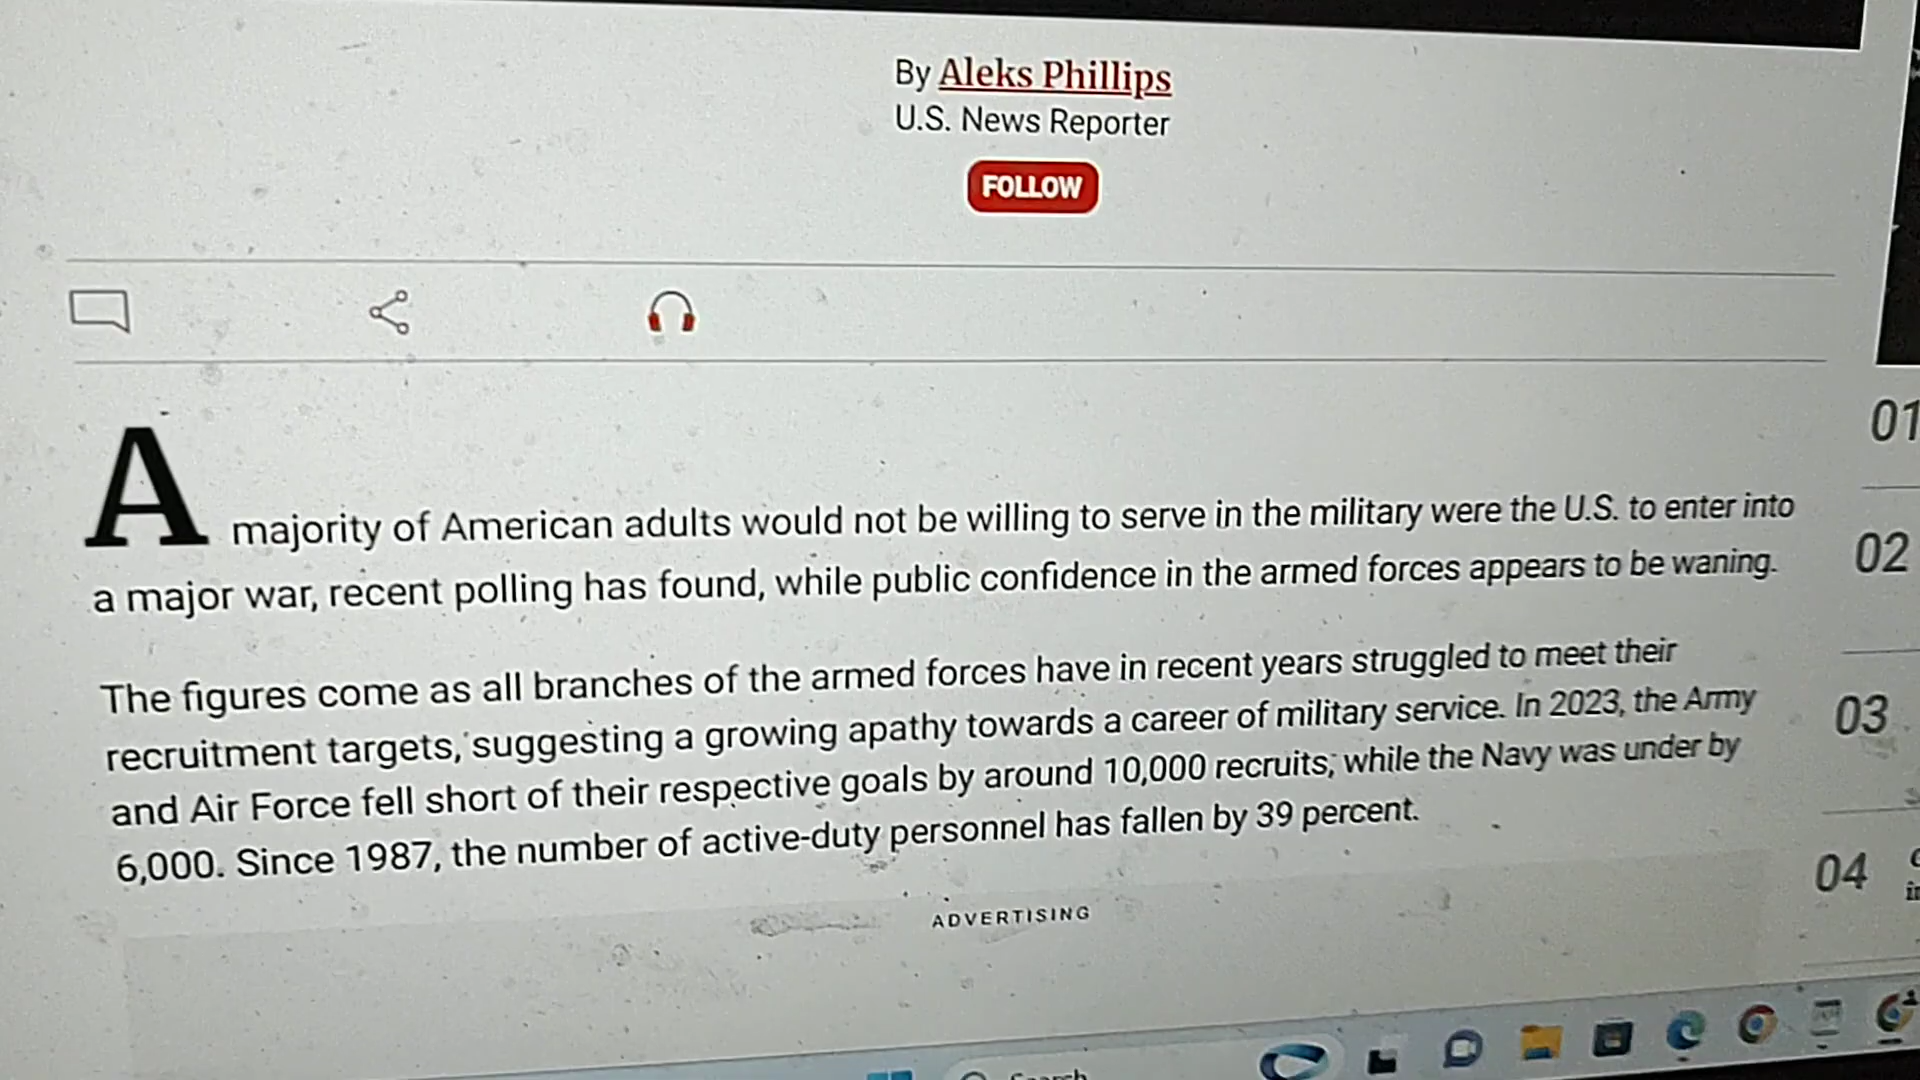 By Aleks Phillips
U.S. News Reporter
FOLLOW
A majority of American adults would not be willing to serve in the military were the U.S. to enter into
a major war, recent polling has found, while public confidence in the armed forces appears to be waning.
The figures come as all branches of the armed forces have in recent years struggled to meet their
recruitment targets, suggesting a growing apathy towards a career of military service. In 2023, the Army
and Air Force fell short of their respective goals by around 10,000 recruits, while the Navy was under by
6,000. Since 1987, the number of active-duty personnel has fallen by 39 percent.
ADVERTISING
01
02
03
04
Search